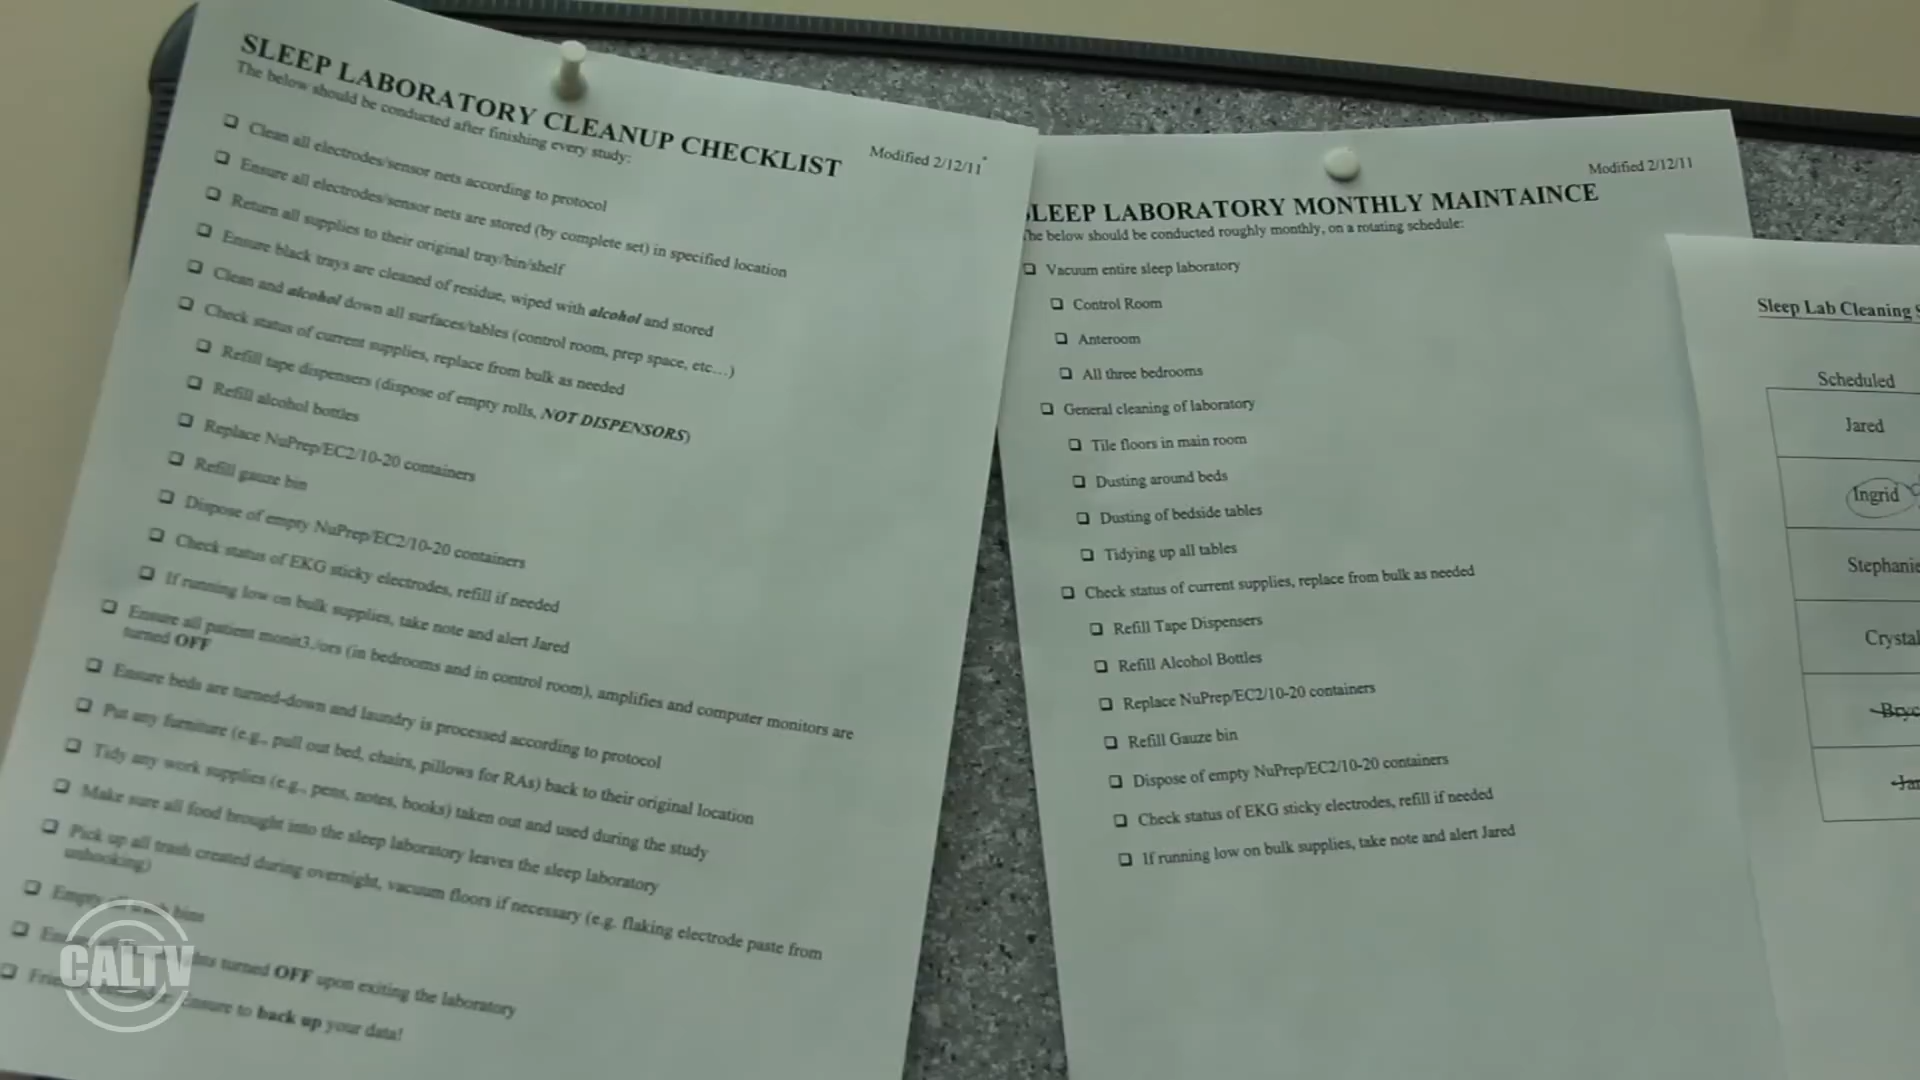 SLEEP LABORATORY CLEANUP CHECKLIST
Modified 2/12/11
The below should be conducted after finishing every study:
Clean all electrodes/sensor nets according to protocol
Ensure all electrodes/sensor nets are stored (by complete set) in specified location
Return all supplies to their original tray/bin/shelf
Ensure black trays are cleaned of residue, wiped with alcohol and stored
Clean and alcohol down all surfaces/tables (control room, prep space, etc…)
Check status of current supplies, replace from bulk as needed
Refill tape dispensers (dispose of empty rolls, NOT DISPENSORS)
Refill alcohol bottles
Replace NuPrep/EC2/10-20 containers
Refill gauze bin
Dispose of empty NuPrep/EC2/10-20 containers
Check status of EKG sticky electrodes, refill if needed
If running low on bulk supplies, take note and alert Jared
Ensure all patient monit3,/ors (in bedrooms and in control room), amplifies and computer monitors are
turned OFF
Ensure beds are turned-down and laundry is processed according to protocol
Put any furniture (e.g., pull out bed, chairs, pillows for RAs) back to their original location
Tidy any work supplies (e.g., pens, notes, books) taken out and used during the study
Make sure all food brought into the sleep laboratory leaves the sleep laboratory
Pick up all trash created during overnight, vacuum floors if necessary (e.g. flaking electrode paste from
unhooking)
Empty bins
turned OFF upon exiting the laboratory
ensure to back up your data!
Modified 2/12/11
SLEEP LABORATORY MONTHLY MAINTAINCE
The below should be conducted roughly monthly, on a rotating schedule:
Vacuum entire sleep laboratory
Control Room
Anteroom
All three bedrooms
General cleaning of laboratory
Tile floors in main room
Dusting around beds
Dusting of bedside tables
Tidying up all tables
Check status of current supplies, replace from bulk as needed
Refill Tape Dispensers
Refill Alcohol Bottles
Replace NuPrep/EC2/10-20 containers
Refill Gauze bin
Dispose of empty NuPrep/EC2/10-20 containers
Check status of EKG sticky electrodes, refill if needed
If running low on bulk supplies, take note and alert Jared
Sleep Lab Cleaning S
Scheduled
Jared
Ingrid
Stephanie
Crystal
Bryc
Jar
CALTV